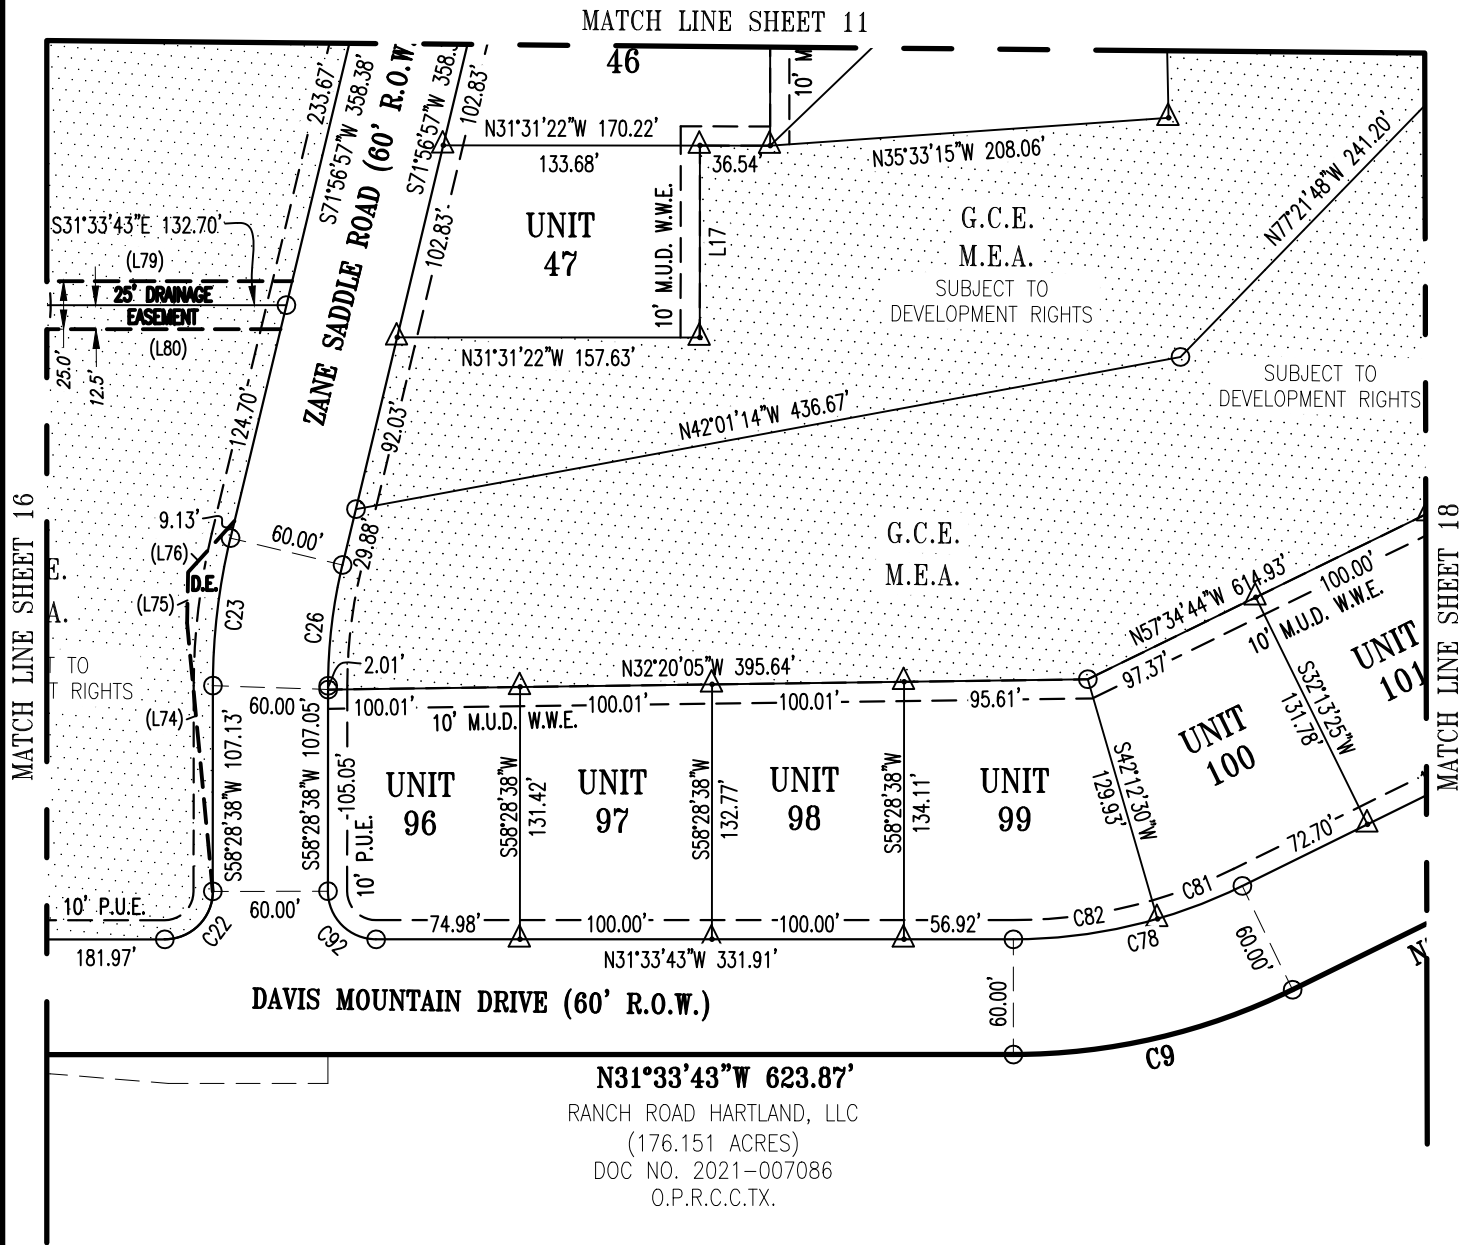 MATCH LINE SHEET 11
46
10' M
233.67'
S71°56'57"W 358.38'
ZANE SADDLE ROAD (60' R.O.W.
S71°56'57"W 358.3
102.83'
N31°31'22"W 170.22'
133.68'
36.54'
N35°33'15"W 208.06'
N77°21'48"W 241.20'
S31°33'43"E 132.70'
(L79)
25' DRAINAGE
EASEMENT
(L80)
25.0'
12.5'
102.83'
UNIT
47
10' M.U.D. W.W.E.
L17
G.C.E.
M.E.A.
SUBJECT TO
DEVELOPMENT RIGHTS
N31°31'22"W 157.63'
SUBJECT TO
DEVELOPMENT RIGHTS
124.70'
92.03'
N42°01'14"W 436.67'
MATCH LINE SHEET 16
MATCH LINE SHEET 18
9.13'
60.00'
29.88'
(L76)
D.E.
(L75)
E.
A.
T TO
T RIGHTS
(L74)
C23
C26
G.C.E.
M.E.A.
N57°34'44"W 614.93'
100.00'
10' M.U.D. W.W.E.
97.37'
2.01'
N32°20'05"W 395.64'
60.00'
100.01'
10' M.U.D. W.W.E.
100.01'
100.01'
95.61'
UNIT
101
S32°13'25"W
131.78'
UNIT
100
S58°28'38"W 107.13'
S58°28'38"W 107.05'
105.05'
10' P.U.E.
UNIT
96
S58°28'38"W
131.42'
UNIT
97
S58°28'38"W
132.77'
UNIT
98
S58°28'38"W
134.11'
UNIT
99
S42°12'30"W
129.93'
72.70'
C81
C82
C78
10' P.U.E.
60.00'
C22
C92
181.97'
74.98'
100.00'
100.00'
56.92'
N31°33'43"W 331.91'
60.00'
60.00'
N
DAVIS MOUNTAIN DRIVE (60' R.O.W.)
C9
N31°33'43"W 623.87'
RANCH ROAD HARTLAND, LLC
(176.151 ACRES)
DOC NO. 2021-007086
O.P.R.C.C.TX.